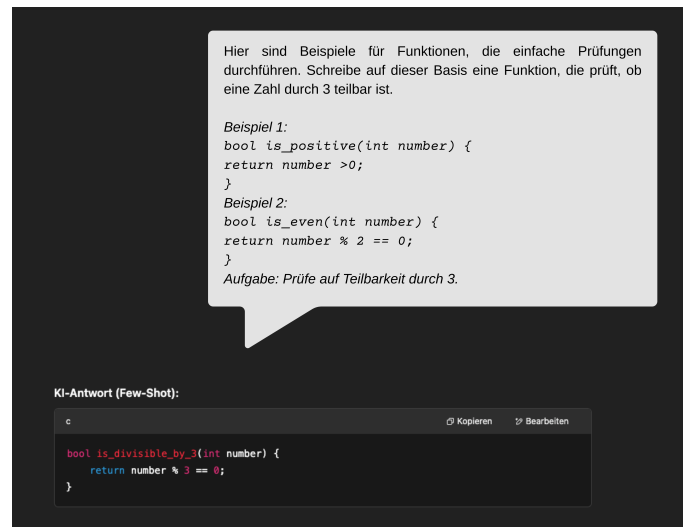 Hier sind Beispiele für Funktionen, die einfache Prüfungen
durchführen. Schreibe auf dieser Basis eine Funktion, die prüft, ob
eine Zahl durch 3 teilbar ist.
Beispiel 1:
bool is_positive(int number) {
return number >0;
}
Beispiel 2:
bool is_even(int number) {
return number % 2 == 0;
}
Aufgabe: Prüfe auf Teilbarkeit durch 3.
KI-Antwort (Few-Shot):
c Kopieren Bearbeiten
bool is_divisible_by_3(int number) {
    return number % 3 == 0;
}